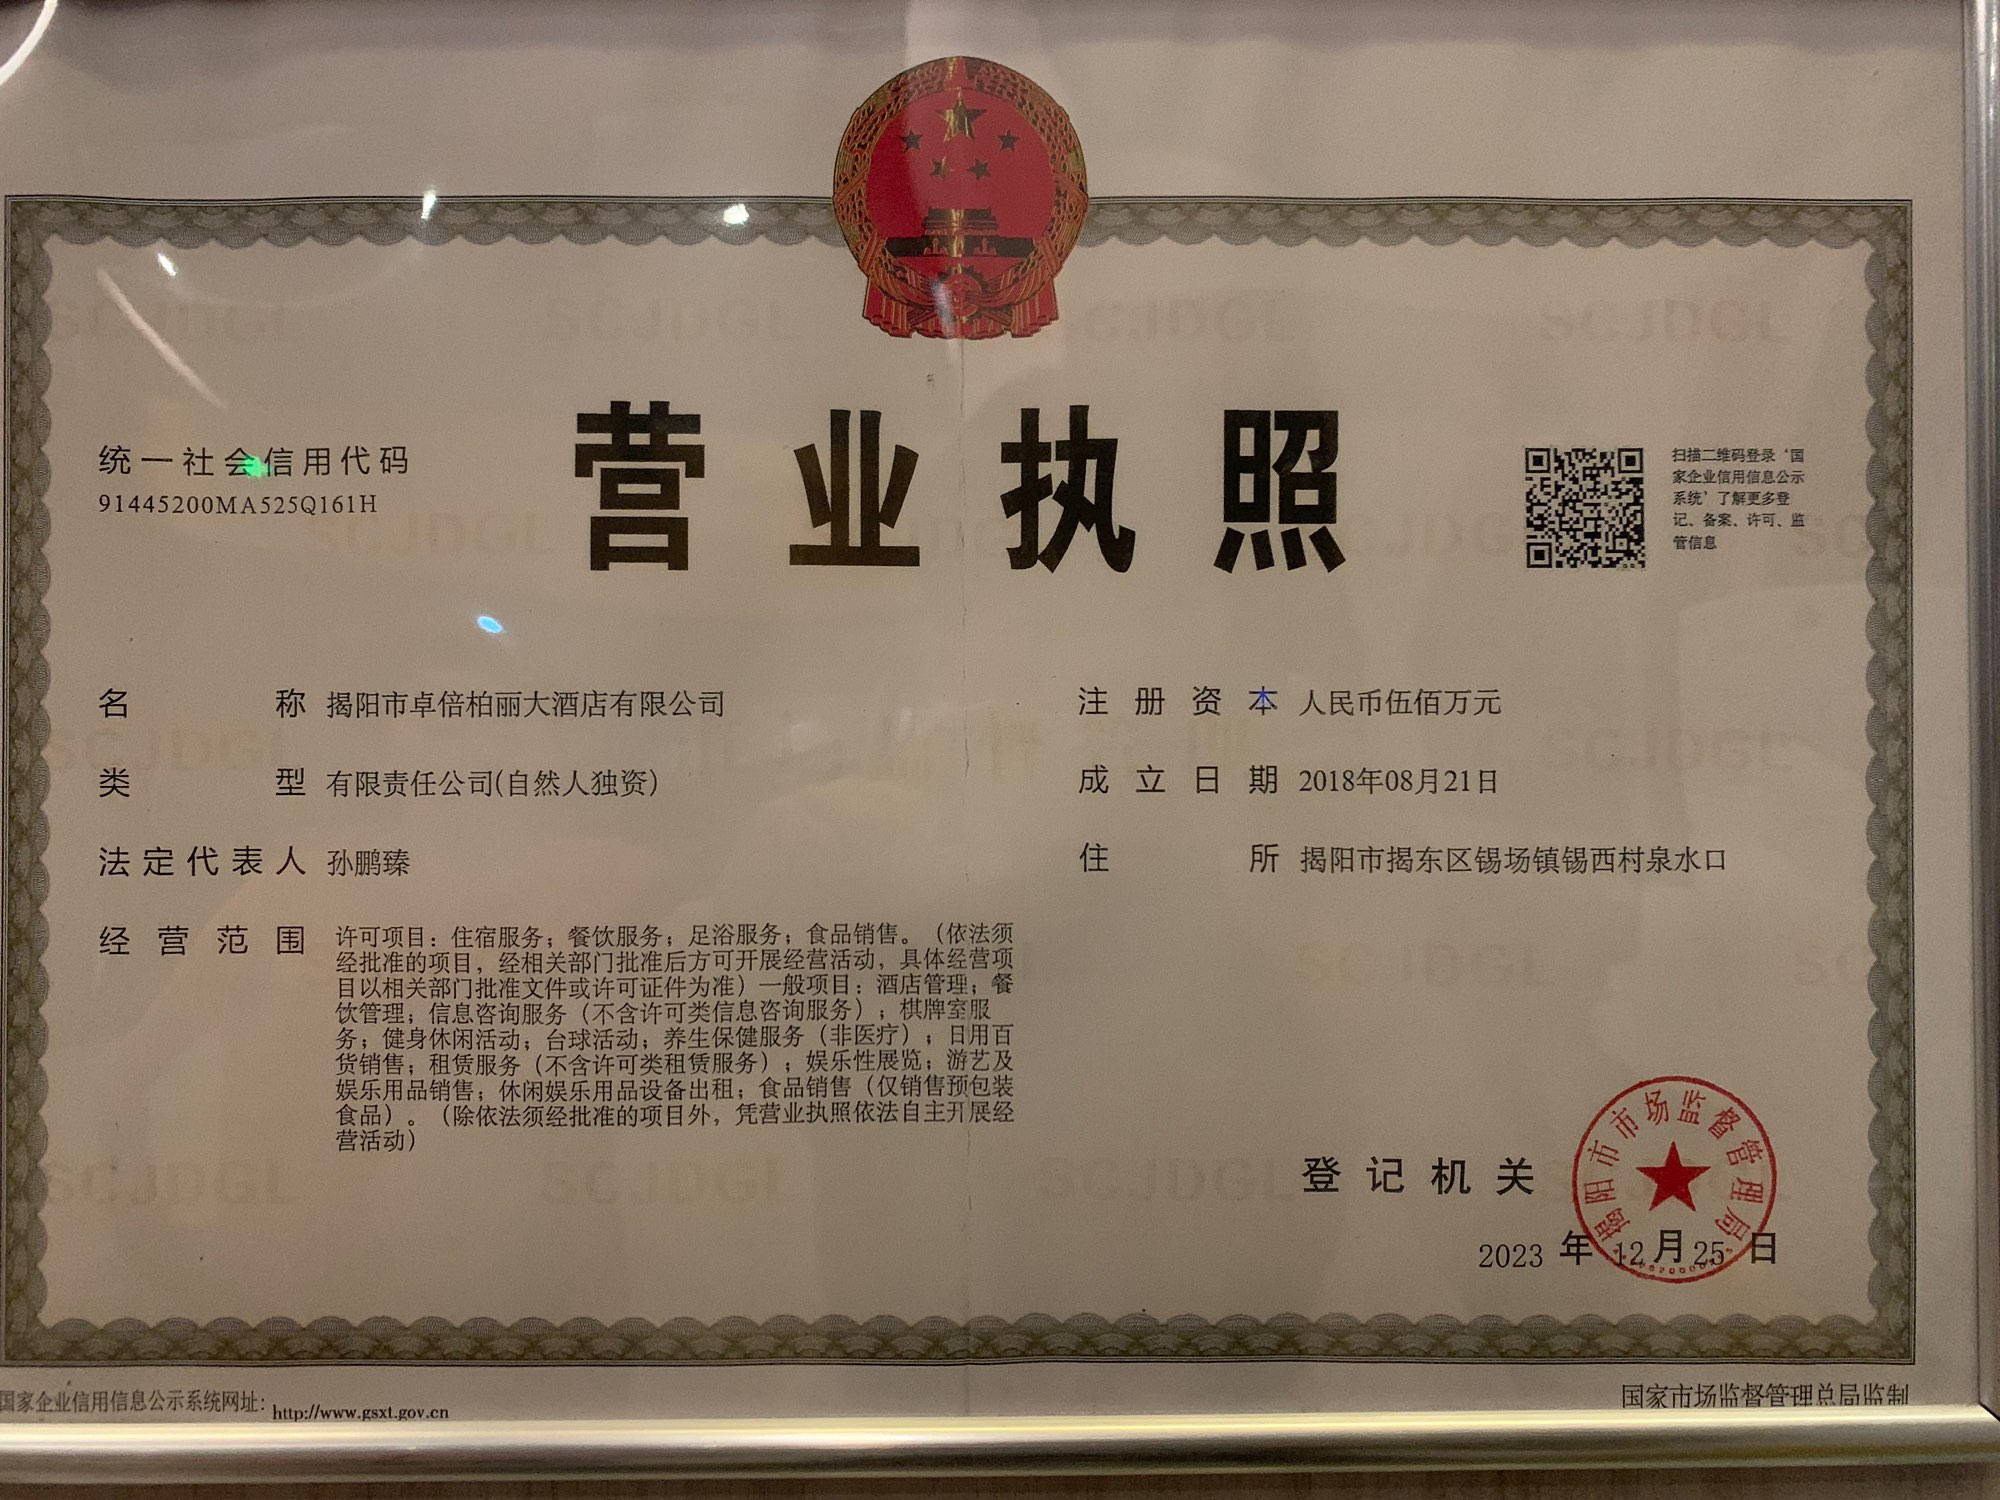 营业执照
统一社会信用代码
91445200MA525Q161H
扫描二维码登录‘国
家企业信用信息公示
系统’了解更多登
记、备案、许可、监
管信息
名称 揭阳市卓倍柏丽大酒店有限公司
类型 有限责任公司(自然人独资)
法定代表人 孙鹏臻
经营范围 许可项目：住宿服务；餐饮服务；足浴服务；食品销售。（依法须
经批准的项目，经相关部门批准后方可开展经营活动，具体经营项
目以相关部门批准文件或许可证件为准）一般项目：酒店管理；餐
饮管理；信息咨询服务（不含许可类信息咨询服务）；棋牌室服
务；健身休闲活动；台球活动；养生保健服务（非医疗）；日用百
货销售；租赁服务（不含许可类租赁服务）；娱乐性展览；游艺及
娱乐用品销售；休闲娱乐用品设备出租；食品销售（仅销售预包装
食品）。（除依法须经批准的项目外，凭营业执照依法自主开展经
营活动）
注册资本 人民币伍佰万元
成立日期 2018年08月21日
住所 揭阳市揭东区锡场镇锡西村泉水口
登记机关
揭阳市市场监督管理局
2023年12月25日
国家企业信用信息公示系统网址：http://www.gsxt.gov.cn
国家市场监督管理总局监制
SCJDGL